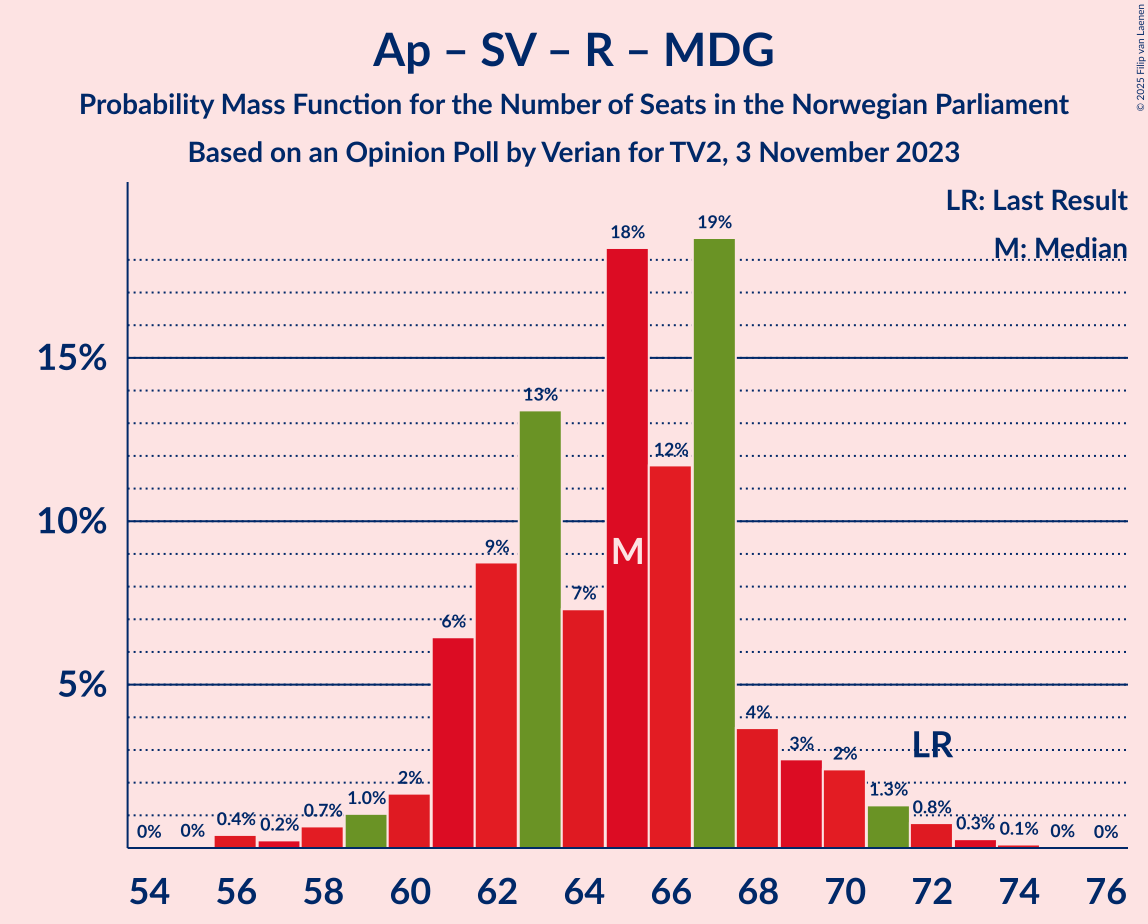 Ap – SV – R – MDG
Probability Mass Function for the Number of Seats in the Norwegian Parliament
Based on an Opinion Poll by Verian for TV2, 3 November 2023
© 2025 Filip van Laenen
LR: Last Result
M: Median
15%
10%
5%
0%
0%
0.4%
0.2%
0.7%
1.0%
2%
6%
9%
13%
7%
18%
12%
19%
4%
3%
2%
1.3%
0.8%
0.3%
0.1%
0%
0%
M
LR
54 56 58 60 62 64 66 68 70 72 74 76